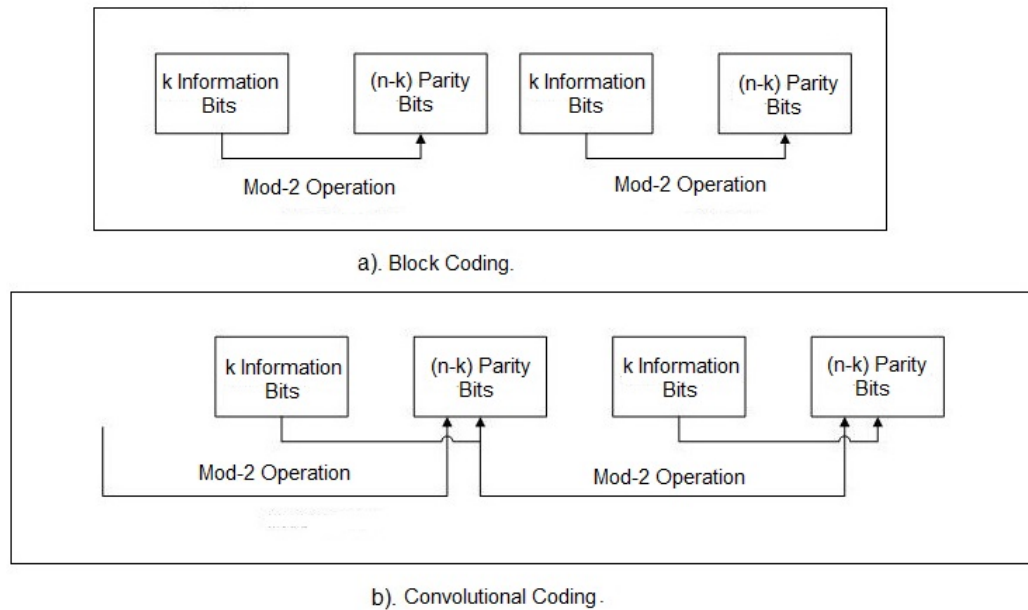 k Information
Bits
(n-k) Parity
Bits
k Information
Bits
(n-k) Parity
Bits
Mod-2 Operation
Mod-2 Operation
a). Block Coding.
k Information
Bits
(n-k) Parity
Bits
k Information
Bits
(n-k) Parity
Bits
Mod-2 Operation
Mod-2 Operation
b). Convolutional Coding.